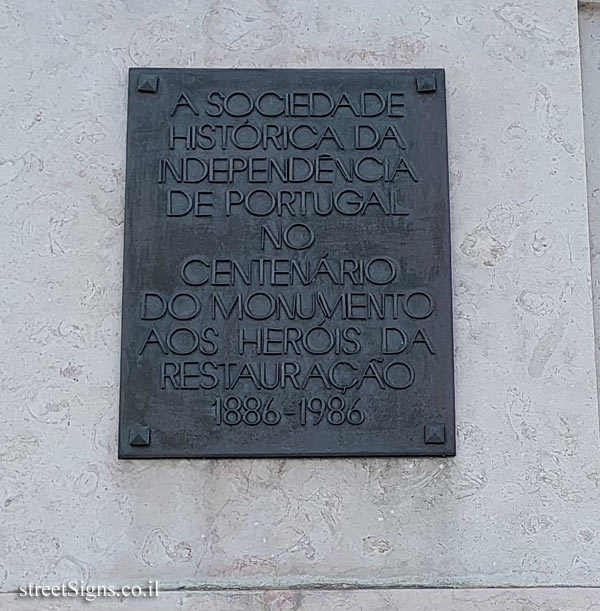 A SOCIEDADE
HISTÓRICA DA
INDEPENDÊNCIA
DE PORTUGAL
NO
CENTENÁRIO
DO MONUMENTO
AOS HERÓIS DA
RESTAURAÇÃO
1886-1986
streetSigns.co.il